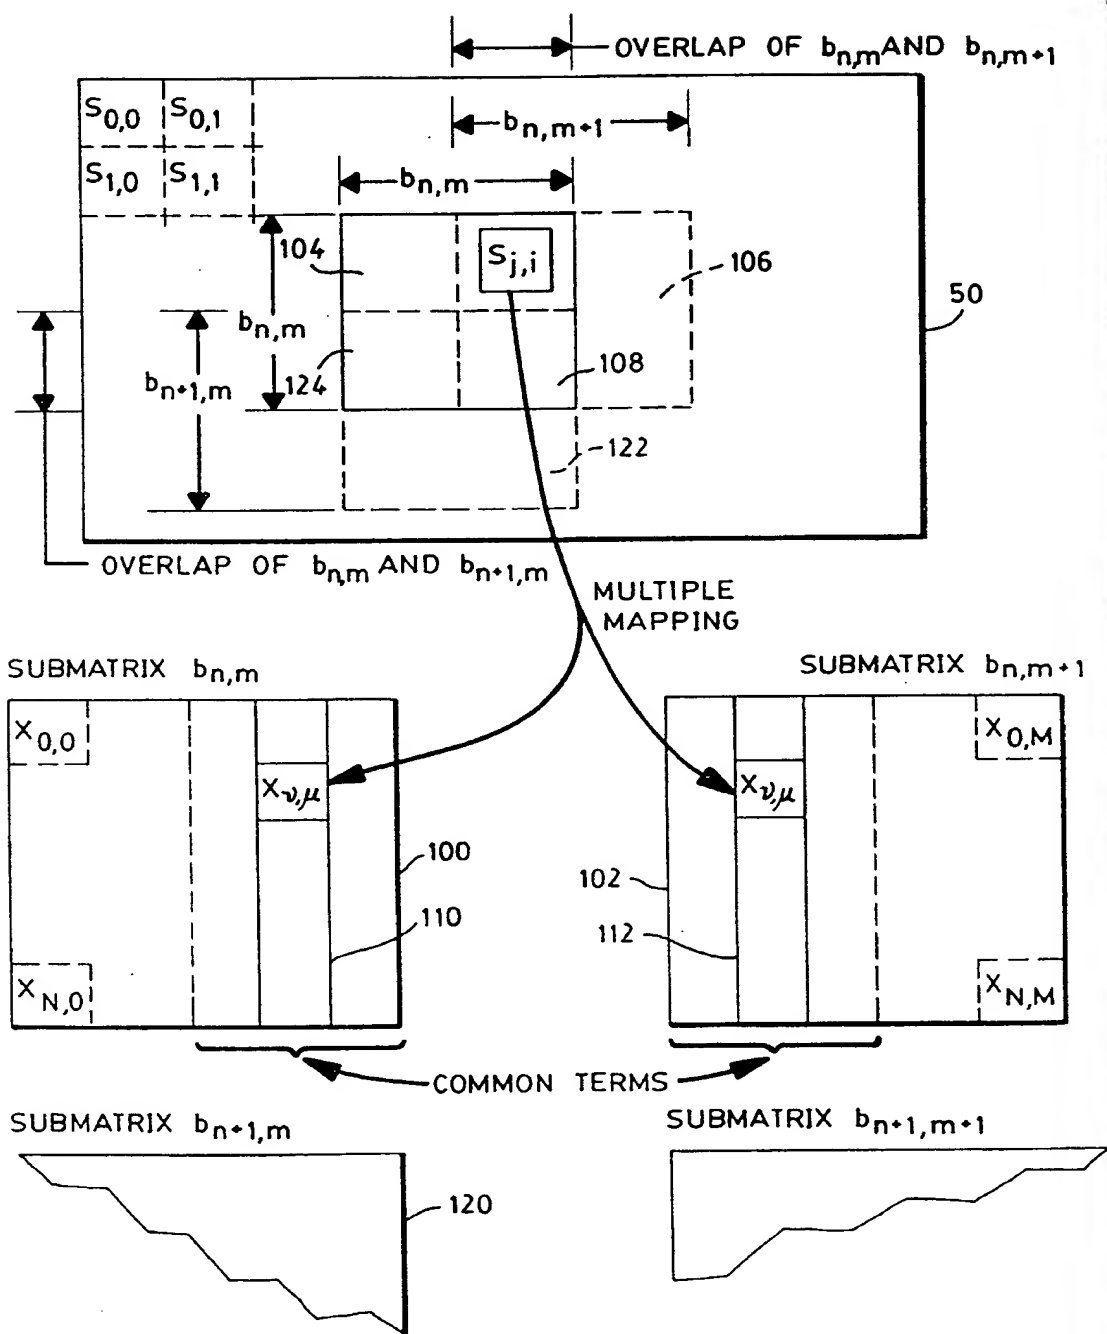 OVERLAP OF b_{n,m} AND b_{n,m+1}
S_{0,0} S_{0,1}
b_{n,m+1}
S_{1,0} S_{1,1}
b_{n,m}
104
S_{j,i}
106
50
b_{n,m}
108
124
b_{n+1,m}
122
OVERLAP OF b_{n,m} AND b_{n+1,m}
MULTIPLE
MAPPING
SUBMATRIX b_{n,m}
SUBMATRIX b_{n,m+1}
X_{0,0}
X_{0,M}
X_{ν,μ}
X_{ν,μ}
100
102
110
112
X_{N,0}
X_{N,M}
COMMON TERMS
SUBMATRIX b_{n+1,m}
SUBMATRIX b_{n+1,m+1}
120